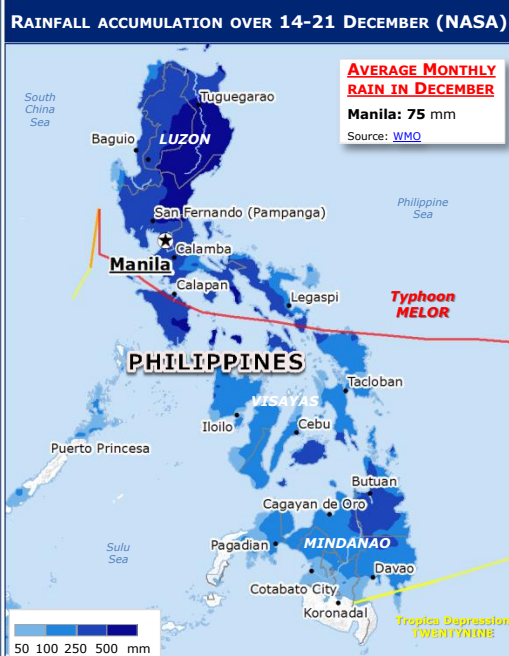 RAINFALL ACCUMULATION OVER 14-21 DECEMBER (NASA)
AVERAGE MONTHLY
RAIN IN DECEMBER
Manila: 75 mm
Source: WMO
South
China
Sea
Tuguegarao
Baguio
LUZON
Philippine
Sea
San Fernando (Pampanga)
Calamba
Manila
Calapan
Legaspi
Typhoon
MELOR
PHILIPPINES
Tacloban
VISAYAS
Iloilo
Cebu
Puerto Princesa
Butuan
Cagayan de Oro
Sulu
Sea
Pagadian
MINDANAO
Davao
Cotabato City
Koronadal
Tropica Depression
TWENTYNINE
50 100 250 500 mm